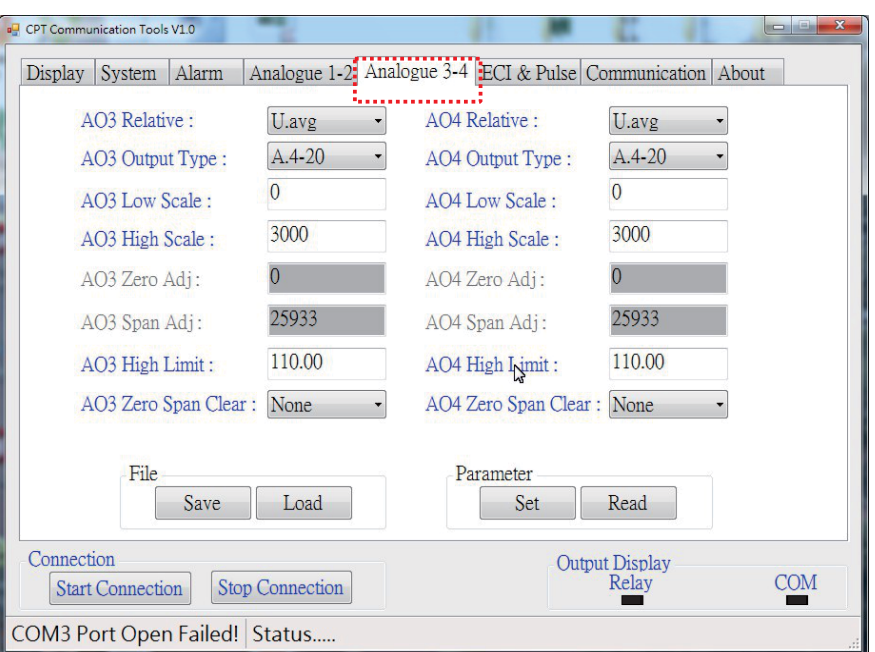 CPT Communication Tools V1.0
Display System Alarm Analogue 1-2 Analogue 3-4 ECI & Pulse Communication About
AO3 Relative : U.avg AO4 Relative : U.avg
AO3 Output Type : A.4-20 AO4 Output Type : A.4-20
AO3 Low Scale : 0 AO4 Low Scale : 0
AO3 High Scale : 3000 AO4 High Scale : 3000
AO3 Zero Adj : 0 AO4 Zero Adj : 0
AO3 Span Adj : 25933 AO4 Span Adj : 25933
AO3 High Limit : 110.00 AO4 High Limit : 110.00
AO3 Zero Span Clear : None AO4 Zero Span Clear : None
File Parameter
Save Load Set Read
Connection Output Display
Start Connection Stop Connection Relay COM
COM3 Port Open Failed! Status.....